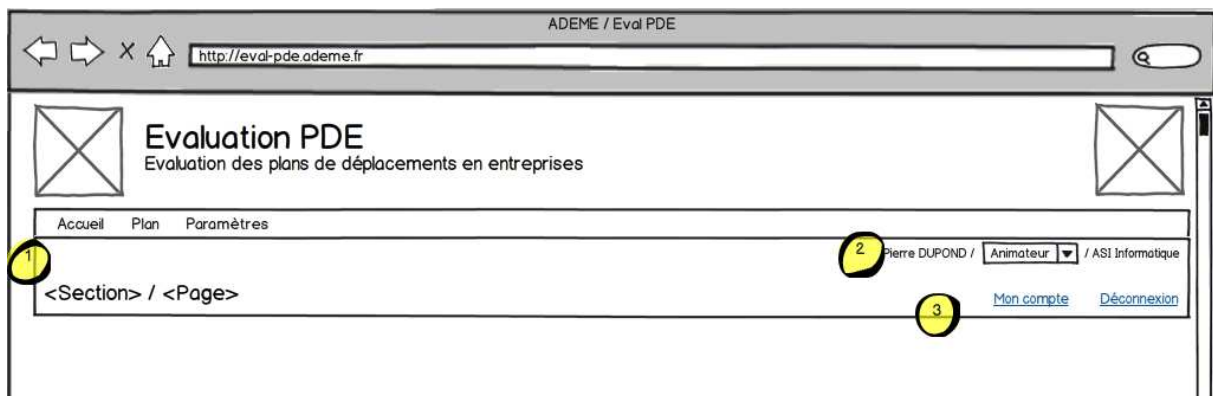 ADEME / Eval PDE
http://eval-pde.ademe.fr
Evaluation PDE
Evaluation des plans de déplacements en entreprises
Accueil Plan Paramètres
1
2 Pierre DUPOND / Animateur / ASI Informatique
<Section> / <Page>
3 Mon compte Déconnexion